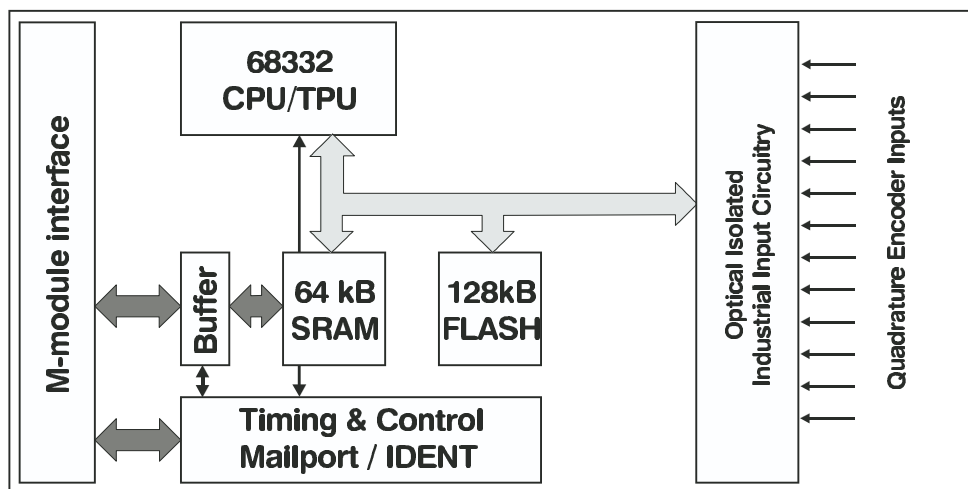 M-module interface
68332
CPU/TPU
Buffer
64 kB
SRAM
128kB
FLASH
Timing & Control
Mailport / IDENT
Optical Isolated
Industrial Input Circuitry
Quadrature Encoder Inputs